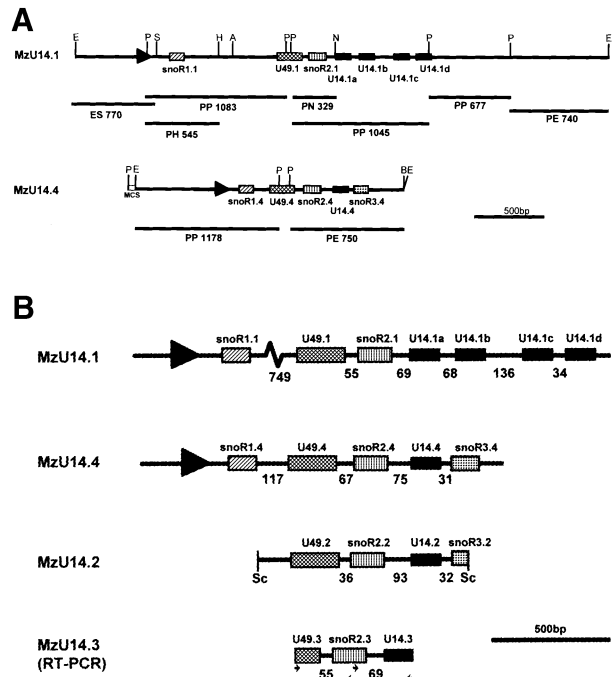 A
E P S H A P P N P P E
MzU14.1
snoR1.1 U49.1 snoR2.1 U14.1b U14.1d
U14.1a U14.1c
PP 1083 PN 329 PP 677
ES 770 PE 740
PH 545 PP 1045
P E P P B E
MzU14.4
MCS snoR1.4 U49.4 snoR2.4 snoR3.4
U14.4
500bp
PP 1178 PE 750
B
snoR1.1 U49.1 snoR2.1 U14.1a U14.1b U14.1c U14.1d
MzU14.1
749 55 69 68 136 34
snoR1.4 U49.4 snoR2.4 U14.4 snoR3.4
MzU14.4
117 67 75 31
U49.2 snoR2.2 U14.2 snoR3.2
MzU14.2
Sc 36 93 32 Sc
500bp
U49.3 snoR2.3 U14.3
MzU14.3
(RT-PCR)
55 69